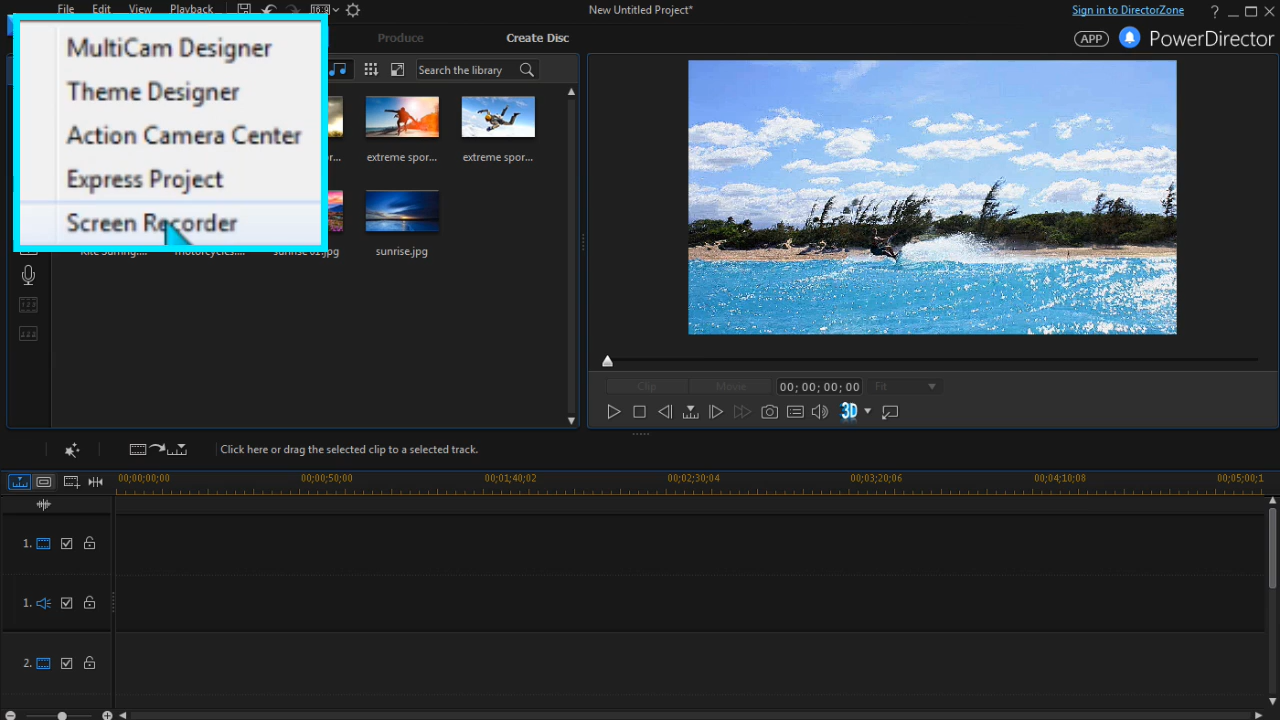 File Edit View Playback New Untitled Project* Sign in to DirectorZone ?
Produce Create Disc APP PowerDirector
MultiCam Designer
Theme Designer
Action Camera Center
Express Project
Screen Recorder
Search the library
extreme spor... extreme spor...
sunrise.jpg
Clip Movie 00; 00; 00; 00 Fit
3D
Click here or drag the selected clip to a selected track.
00;00;00;00 00;00;50;00 00;01;40;02 00;02;30;04 00;03;20;06 00;04;10;08 00;05;00;1
1.
1.
2.